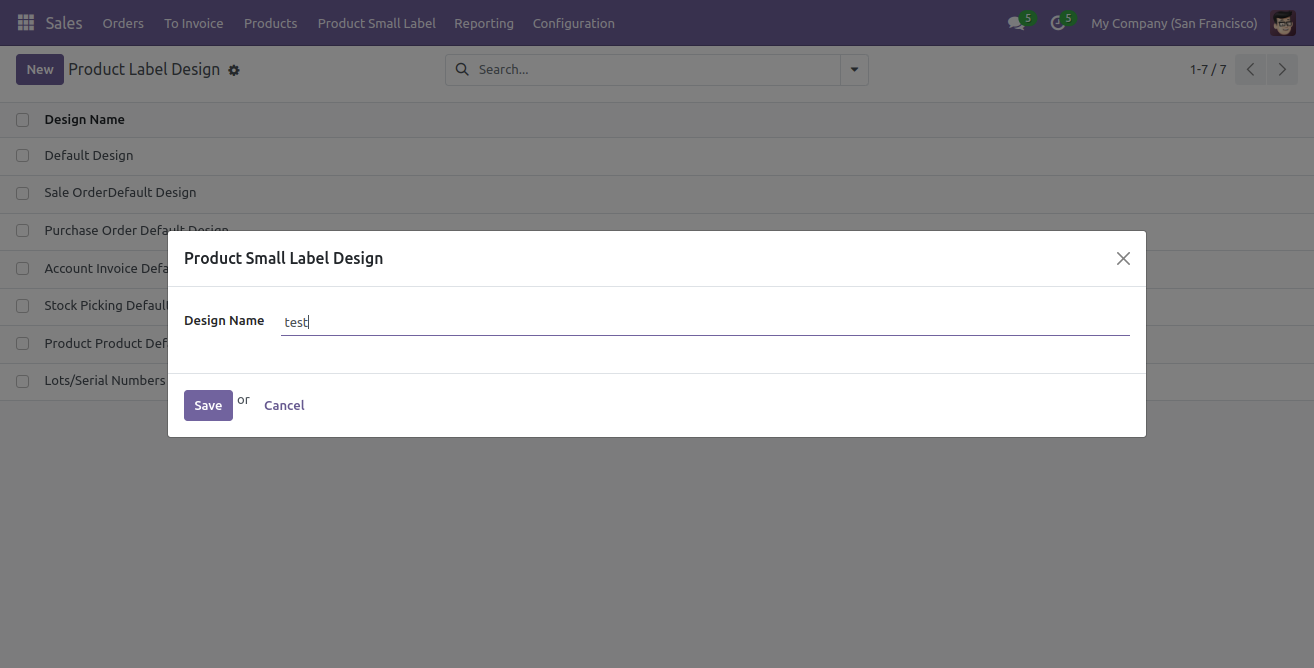 Sales Orders To Invoice Products Product Small Label Reporting Configuration 5 5 My Company (San Francisco)
New Product Label Design Search... 1-7 / 7
Design Name
Default Design
Sale OrderDefault Design
Purchase Order Default Design
Account Invoice Defa
Stock Picking Default
Product Product Def
Lots/Serial Numbers
Product Small Label Design
Design Name test
Save or Cancel